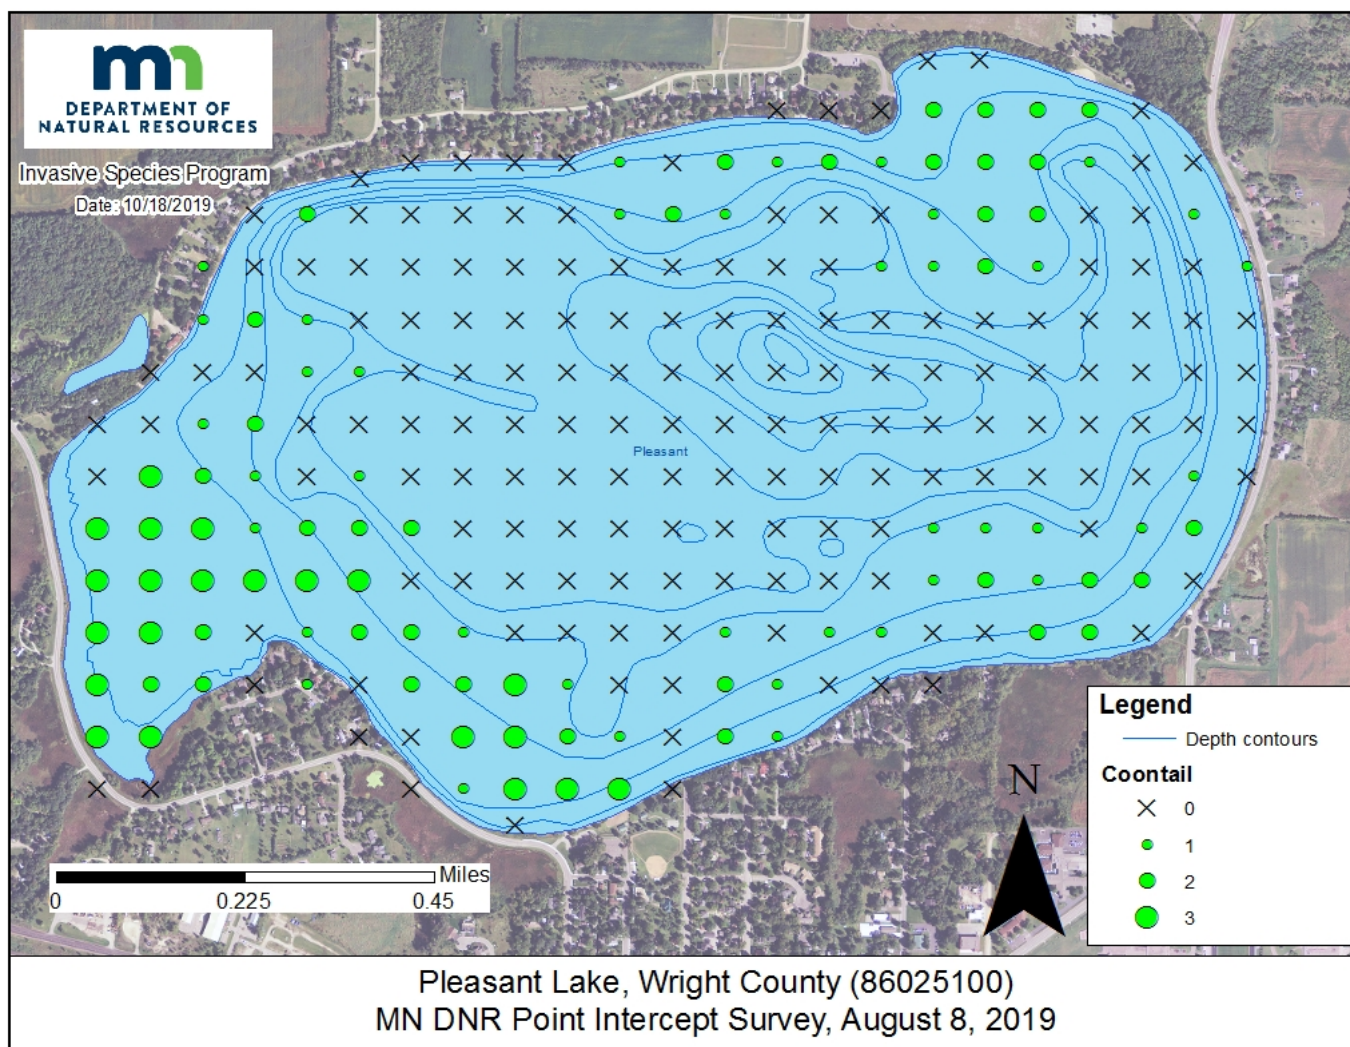 DEPARTMENT OF
NATURAL RESOURCES
Invasive Species Program
Date: 10/18/2019
Pleasant
Legend
Depth contours
Coontail
0
1
2
3
N
Miles
0 0.225 0.45
Pleasant Lake, Wright County (86025100)
MN DNR Point Intercept Survey, August 8, 2019